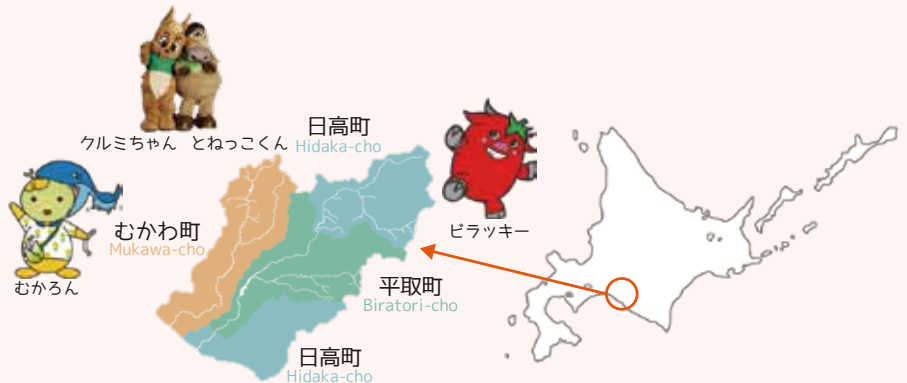 クルミちゃん とねっこくん
日高町
Hidaka-cho
むかわ町
Mukawa-cho
むかろん
ビラッキー
平取町
Biratori-cho
日高町
Hidaka-cho